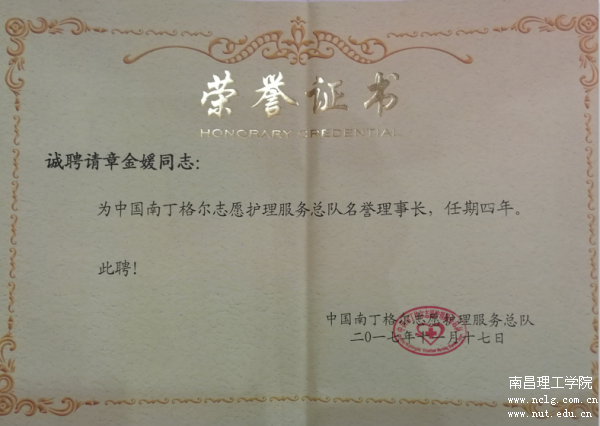 荣誉证书
HONORARY CREDENTIAL
诚聘请章金媛同志：
为中国南丁格尔志愿护理服务总队名誉理事长，任期四年。
此聘！
中国南丁格尔志愿护理服务总队
二〇一七年十一月十七日
南昌理工学院
www.nclg.com.cn
www.nut.edu.cn